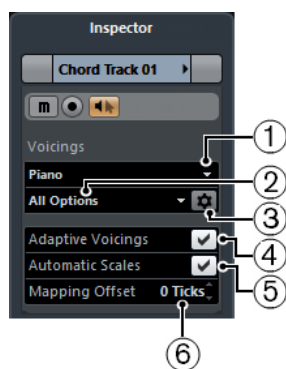 Inspector
Chord Track 01
m
Voicings
Piano
1
2
All Options
3
Adaptive Voicings
4
Automatic Scales
5
Mapping Offset 0 Ticks
6